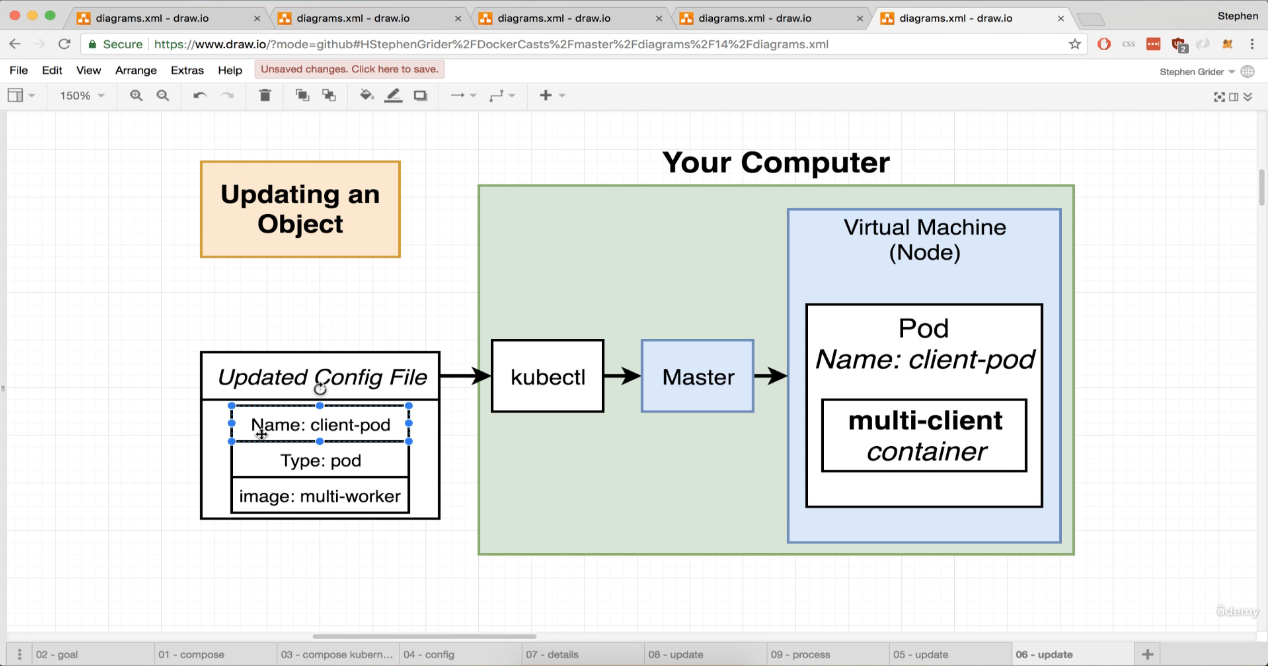 diagrams.xml - draw.io
diagrams.xml - draw.io
diagrams.xml - draw.io
diagrams.xml - draw.io
diagrams.xml - draw.io
Stephen
Secure
https://www.draw.io/?mode=github#HStephenGrider%2FDockerCasts%2Fmaster%2Fdiagrams%2F14%2Fdiagrams.xml
CSS
2
File Edit View Arrange Extras Help
Unsaved changes. Click here to save.
Stephen Grider
150%
Updating an
Object
Your Computer
Virtual Machine
(Node)
Pod
Name: client-pod
multi-client
container
Updated Config File
kubectl
Master
Name: client-pod
Type: pod
image: multi-worker
ûdemy
02 - goal
01 - compose
03 - compose kubern...
04 - config
07 - details
08 - update
09 - process
05 - update
06 - update